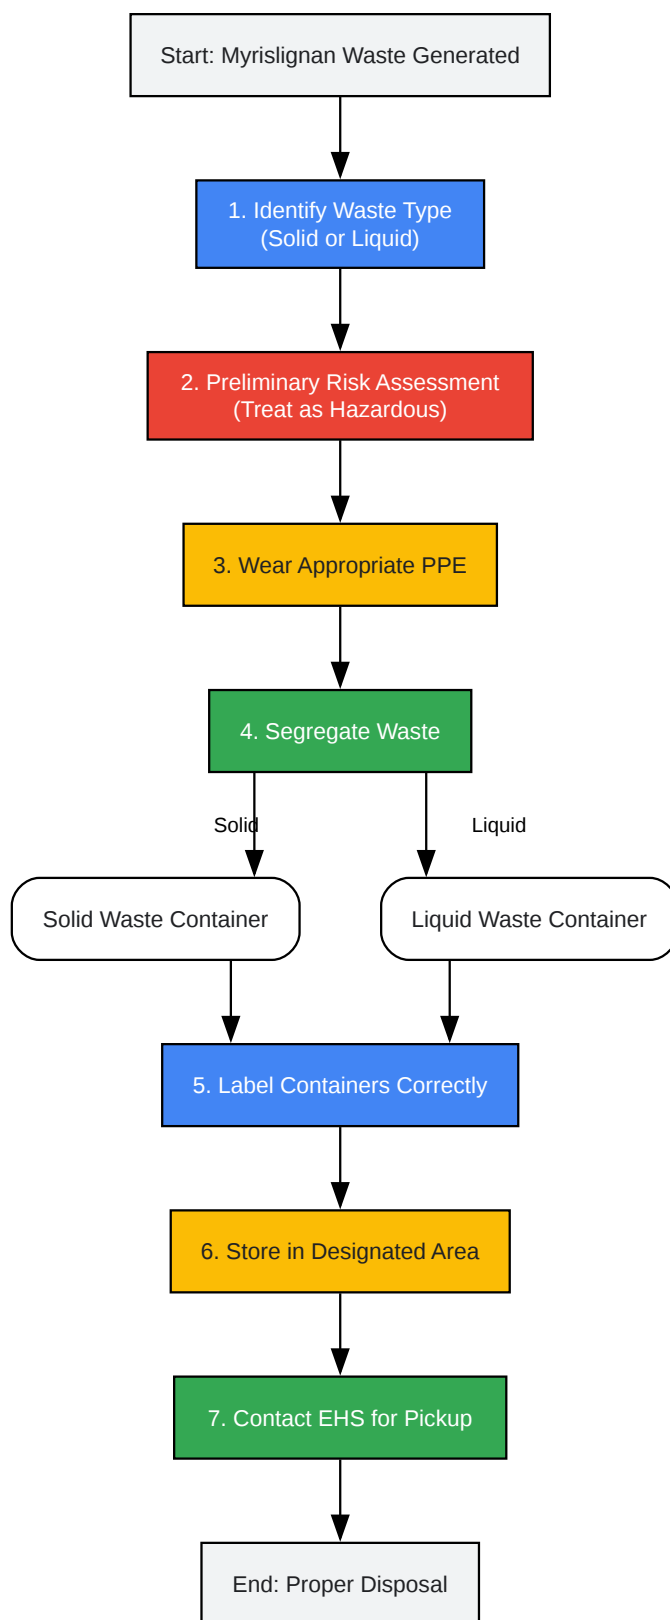 Start: Myrislignan Waste Generated
1. Identify Waste Type
(Solid or Liquid)
2. Preliminary Risk Assessment
(Treat as Hazardous)
3. Wear Appropriate PPE
4. Segregate Waste
Solid
Liquid
Solid Waste Container
Liquid Waste Container
5. Label Containers Correctly
6. Store in Designated Area
7. Contact EHS for Pickup
End: Proper Disposal